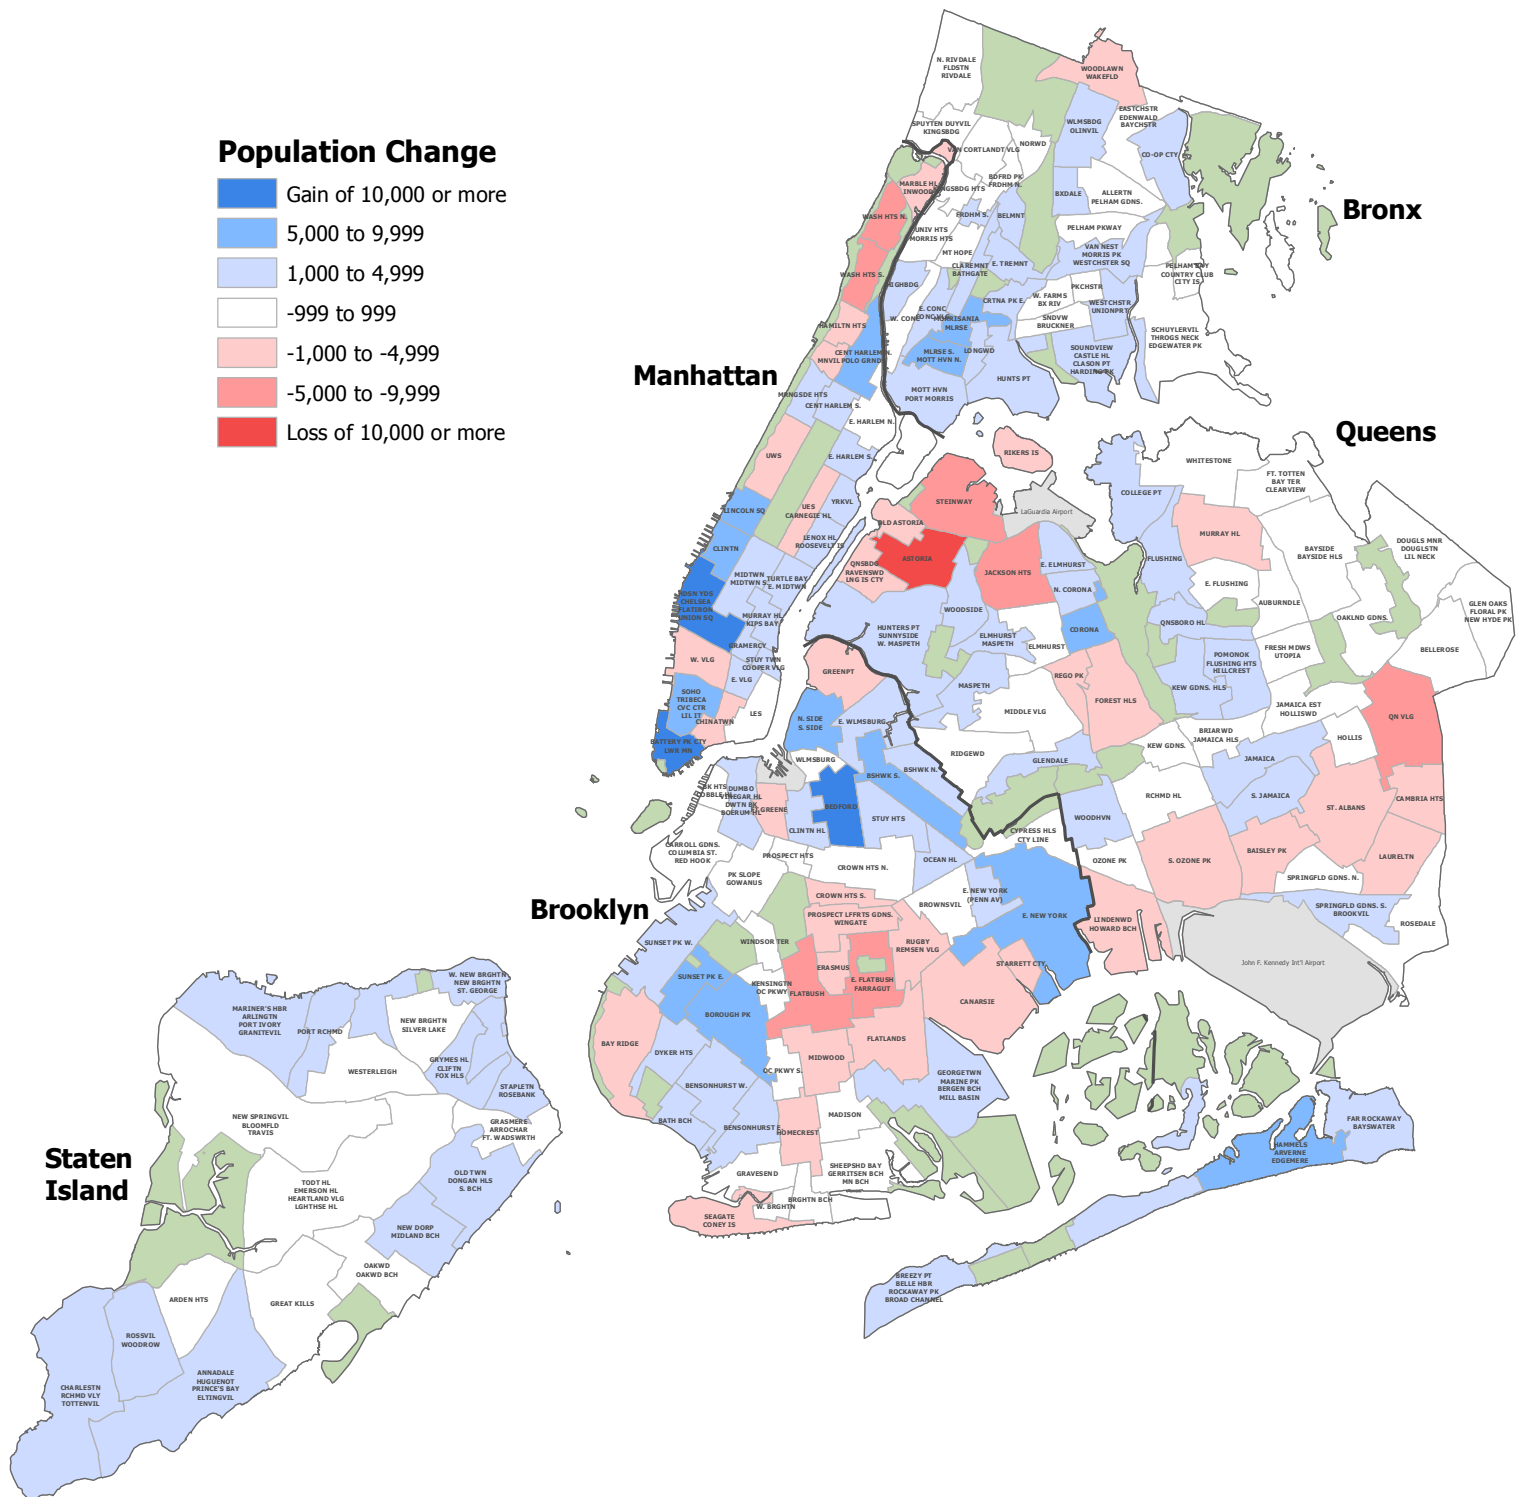 Population Change
Gain of 10,000 or more
5,000 to 9,999
1,000 to 4,999
-999 to 999
-1,000 to -4,999
-5,000 to -9,999
Loss of 10,000 or more
Bronx
N. RIVDALE
FLDSTN
RIVDALE
WOODLAWN
WAKEFLD
SPUYTEN DUYVIL
KINGSBDG
VAN CORTLANDT VLG
NORWD
WLMSBDG
OLINVIL
EASTCHSTR
EDENWALD
BAYCHSTR
CO-OP CTY
BDFRD PK
FRDHM N.
BXDALE
ALLERTN
PELHAM GDNS.
FRDHM S.
BELMNT
UNIV HTS
MORRIS HTS
PELHAM PKWAY
MT HOPE
VAN NEST
MORRIS PK
WESTCHSTER SQ
CLAREMNT
BATHGATE
E. TREMNT
PELHAM BAY
COUNTRY CLUB
CITY IS
HIGHBDG
E. CONC
W. CONC
CRTNA PK E.
W. FARMS
BX RIV
PKCHSTR
WESTCHSTR
UNIONPRT
MORRISANIA
MLRSE
SNDVW
BRUCKNER
SCHUYLERVIL
THROGS NECK
EDGEWATER PK
MLRSE S.
MOTT HVN N.
LONGWD
SOUNDVIEW
CASTLE HL
CLASON PT
HARDING PK
HUNTS PT
MOTT HVN
PORT MORRIS
RIKERS IS
Manhattan
MARBLE HL
INWOOD
WASH HTS N.
WASH HTS S.
HAMILTN HTS
CENT HARLEM N.
POLO GRNDS
MNVIL
MRNGSDE HTS
CENT HARLEM S.
E. HARLEM N.
E. HARLEM S.
UWS
UES
CARNEGIE HL
YRKVL
LINCOLN SQ
LENOX HL
ROOSEVELT IS
CLINTN
MIDTWN
MIDTWN S.
TURTLE BAY
E. MIDTWN
HDSN YDS
CHELSEA
FLATIRON
UNION SQ
MURRAY HL
KIPS BAY
GRAMERCY
W. VLG
STUY TWN
COOPER VLG
E. VLG
SOHO
TRIBECA
CVC CTR
LIL IT
LES
CHINATWN
BATTERY PK CTY
LWR MN
Queens
WHITESTONE
FT. TOTTEN
BAY TER
CLEARVIEW
COLLEGE PT
STEINWAY
LaGuardia Airport
OLD ASTORIA
MURRAY HL
BAYSIDE
BAYSIDE HLS
DOUGLS MNR
DOUGLSTN
LIL NECK
ASTORIA
QNSBDG
RAVENSWD
LNG IS CTY
JACKSON HTS
E. ELMHURST
FLUSHING
N. CORONA
E. FLUSHING
AUBURNDLE
GLEN OAKS
FLORAL PK
NEW HYDE PK
WOODSIDE
OAKLND GDNS.
HUNTERS PT
SUNNYSIDE
W. MASPETH
CORONA
QNSBORO HL
ELMHURST
MASPETH
ELMHURST
FRESH MDWS
UTOPIA
BELLEROSE
POMONOK
FLUSHING HTS
HILLCREST
REGO PK
MASPETH
KEW GDNS. HLS
FOREST HLS
MIDDLE VLG
JAMAICA EST
HOLLISWD
QN VLG
BRIARWD
JAMAICA HLS
HOLLIS
KEW GDNS.
RIDGEWD
JAMAICA
GLENDALE
RCHMD HL
S. JAMAICA
ST. ALBANS
CAMBRIA HTS
WOODHVN
BAISLEY PK
LAURELTN
OZONE PK
S. OZONE PK
SPRINGFLD GDNS. N.
SPRINGFLD GDNS. S.
BROOKVIL
LINDENWD
HOWARD BCH
ROSEDALE
John F. Kennedy Int'l Airport
FAR ROCKAWAY
BAYSWATER
HAMMELS
ARVERNE
EDGEMERE
BREEZY PT
BELLE HBR
ROCKAWAY PK
BROAD CHANNEL
Brooklyn
GREENPT
N. SIDE
S. SIDE
E. WLMSBURG
WLMSBURG
BSHWK N.
BSHWK S.
BK HTS
COBBLE HL
DUMBO
VINEGAR HL
DWTN BK
BOERUM HL
FT. GREENE
BEDFORD
STUY HTS
CLINTN HL
CYPRESS HLS
CTY LINE
CARROLL GDNS.
COLUMBIA ST.
RED HOOK
PROSPECT HTS
CROWN HTS N.
OCEAN HL
PK SLOPE
GOWANUS
E. NEW YORK
(PENN AV)
CROWN HTS S.
BROWNSVIL
PROSPECT LFFRTS GDNS.
WINGATE
E. NEW YORK
SUNSET PK W.
WINDSOR TER
RUGBY
REMSEN VLG
STARRETT CTY
SUNSET PK E.
ERASMUS
E. FLATBUSH
FARRAGUT
KENSINGTN
OC PKWY
FLATBUSH
CANARSIE
BOROUGH PK
BAY RIDGE
DYKER HTS
FLATLANDS
MIDWOOD
OC PKWY S.
GEORGETWN
MARINE PK
BERGEN BCH
MILL BASIN
BENSONHURST W.
BATH BCH
MADISON
BENSONHURST E.
HOMECREST
GRAVESEND
SHEEPSHD BAY
GERRITSEN BCH
MN BCH
BRGHTN BCH
W. BRGHTN
SEAGATE
CONEY IS
Staten
Island
W. NEW BRGHTN
NEW BRGHTN
ST. GEORGE
MARINER'S HBR
ARLINGTN
PORT IVORY
GRANITEVIL
PORT RCHMD
NEW BRGHTN
SILVER LAKE
GRYMES HL
CLIFTN
FOX HLS
WESTERLEIGH
STAPLETN
ROSEBANK
NEW SPRINGVIL
BLOOMFLD
TRAVIS
GRASMERE
ARROCHAR
FT. WADSWRTH
OLD TWN
DONGAN HLS
S. BCH
TODT HL
EMERSON HL
HEARTLAND VLG
LGHTHSE HL
NEW DORP
MIDLAND BCH
OAKWD
OAKWD BCH
ARDEN HTS
GREAT KILLS
ROSSVIL
WOODROW
ANNADALE
HUGUENOT
PRINCE'S BAY
ELTINGVIL
CHARLESTN
RCHMD VLY
TOTTENVIL